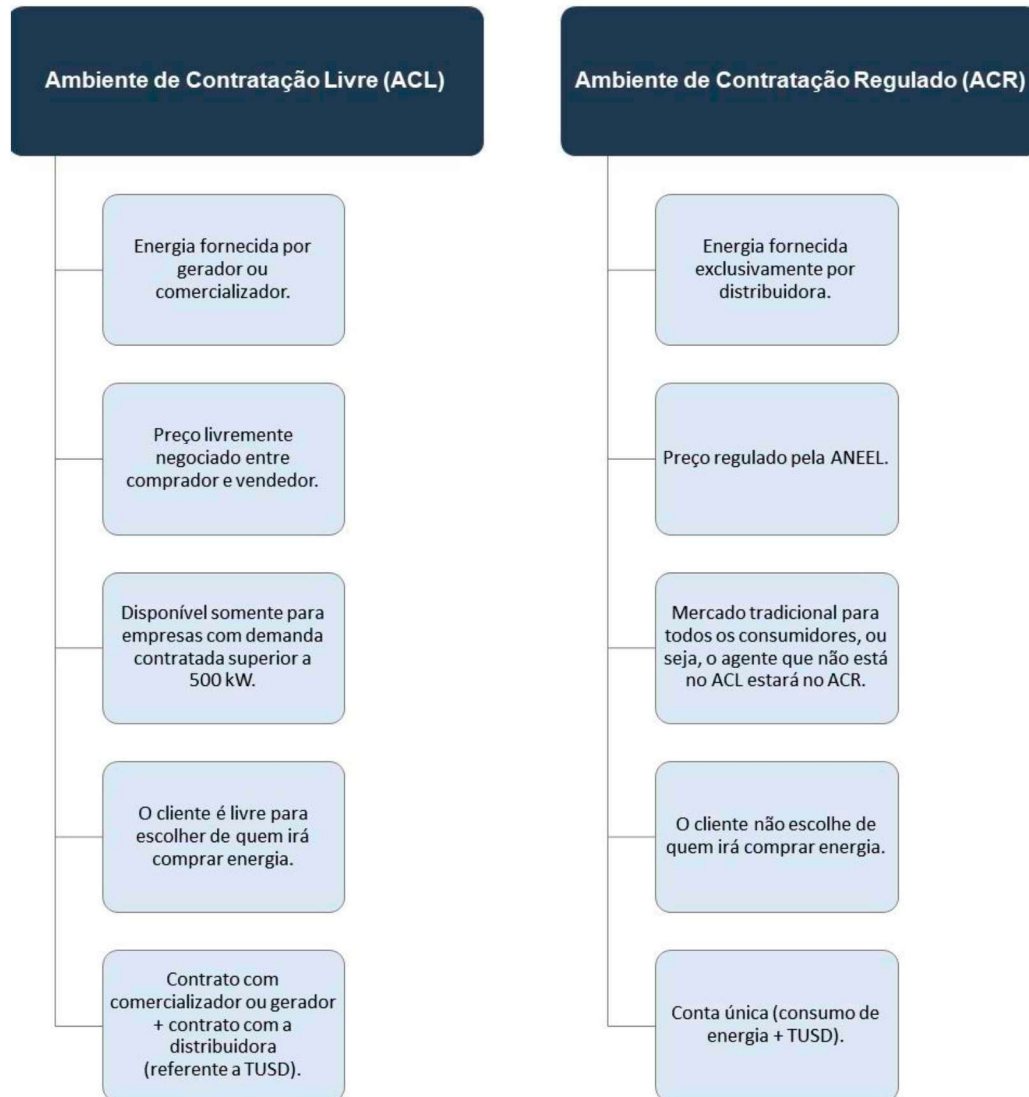 Ambiente de Contratação Livre (ACL)
Energia fornecida por
gerador ou
comercializador.
Preço livremente
negociado entre
comprador e vendedor.
Disponível somente para
empresas com demanda
contratada superior a
500 kW.
O cliente é livre para
escolher de quem irá
comprar energia.
Contrato com
comercializador ou gerador
+ contrato com a
distribuidora
(referente a TUSD).
Ambiente de Contratação Regulado (ACR)
Energia fornecida
exclusivamente por
distribuidora.
Preço regulado pela ANEEL.
Mercado tradicional para
todos os consumidores, ou
seja, o agente que não está
no ACL estará no ACR.
O cliente não escolhe de
quem irá comprar energia.
Conta única (consumo de
energia + TUSD).